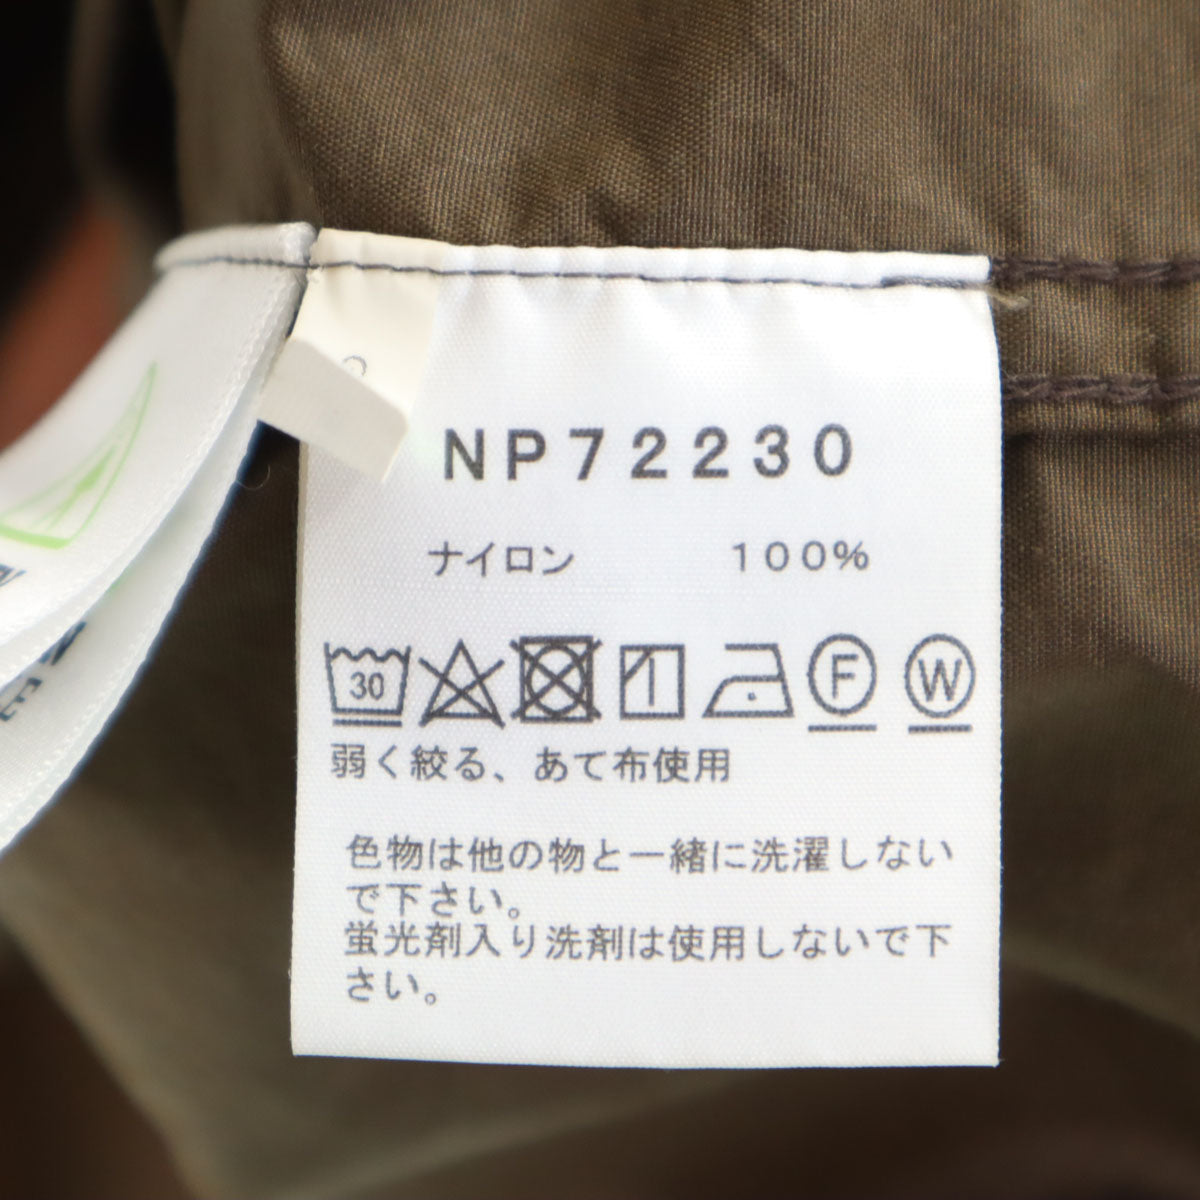 NP72230
ナイロン 100%
30 F W
弱く絞る、あて布使用
色物は他の物と一緒に洗濯しない
で下さい。
蛍光剤入り洗剤は使用しないで下
さい。